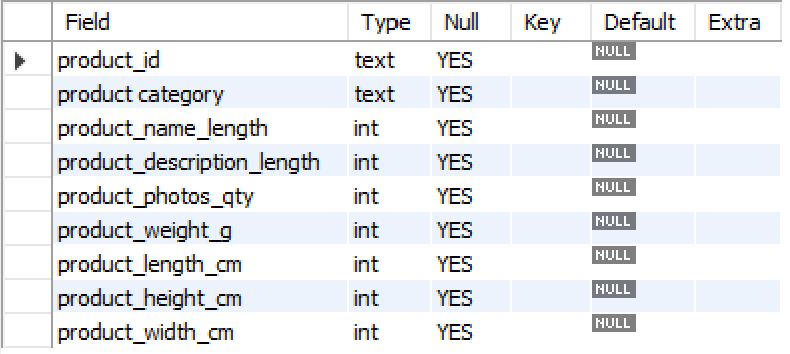 Field Type Null Key Default Extra
product_id text YES NULL
product category text YES NULL
product_name_length int YES NULL
product_description_length int YES NULL
product_photos_qty int YES NULL
product_weight_g int YES NULL
product_length_cm int YES NULL
product_height_cm int YES NULL
product_width_cm int YES NULL